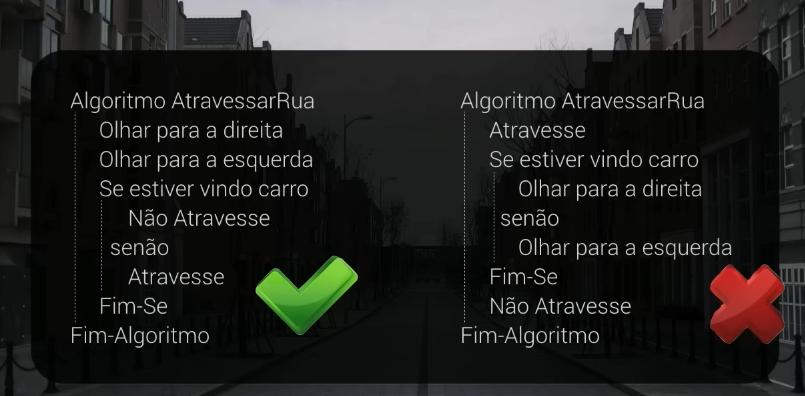 Algoritmo AtravessarRua
Olhar para a direita
Olhar para a esquerda
Se estiver vindo carro
Não Atravesse
senão
Atravesse
Fim-Se
Fim-Algoritmo
Algoritmo AtravessarRua
Atravesse
Se estiver vindo carro
Olhar para a direita
senão
Olhar para a esquerda
Fim-Se
Não Atravesse
Fim-Algoritmo